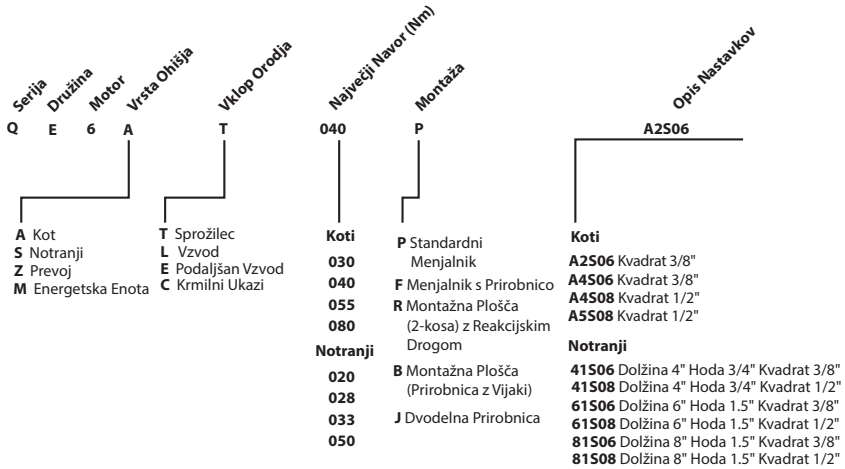 Serija
Družina
Motor
Vrsta Ohišja
Vklop Orodja
Največji Navor (Nm)
Montaža
Opis Nastavkov
Q E 6 A T 040 P A2S06
A Kot
S Notranji
Z Prevoj
M Energetska Enota
T Sprožilec
L Vzvod
E Podaljšan Vzvod
C Krmilni Ukazi
Koti
030
040
055
080
Notranji
020
028
033
050
P Standardni
Menjalnik
F Menjalnik s Prirobnico
R Montažna Plošča
(2-kosa) z Reakcijskim
Drogom
B Montažna Plošča
(Prirobnica z Vijaki)
J Dvodelna Prirobnica
Koti
A2S06 Kvadrat 3/8"
A4S06 Kvadrat 3/8"
A4S08 Kvadrat 1/2"
A5S08 Kvadrat 1/2"
Notranji
41S06 Dolžina 4" Hoda 3/4" Kvadrat 3/8"
41S08 Dolžina 4" Hoda 3/4" Kvadrat 1/2"
61S06 Dolžina 6" Hoda 1.5" Kvadrat 3/8"
61S08 Dolžina 6" Hoda 1.5" Kvadrat 1/2"
81S06 Dolžina 8" Hoda 1.5" Kvadrat 3/8"
81S08 Dolžina 8" Hoda 1.5" Kvadrat 1/2"